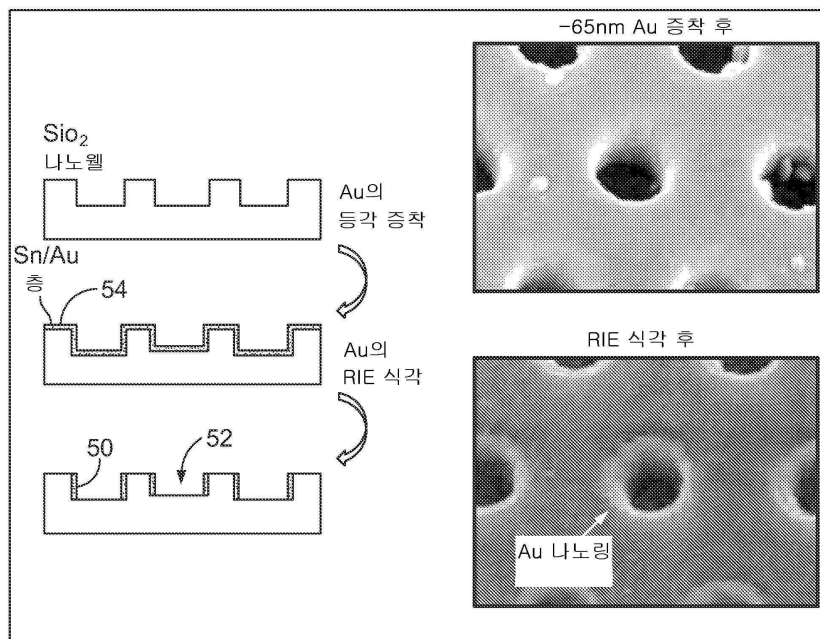 Sio₂
나노웰
Au의
등각 증착
Sn/Au
층
54
Au의
RIE 식각
50
52
-65nm Au 증착 후
RIE 식각 후
Au 나노링